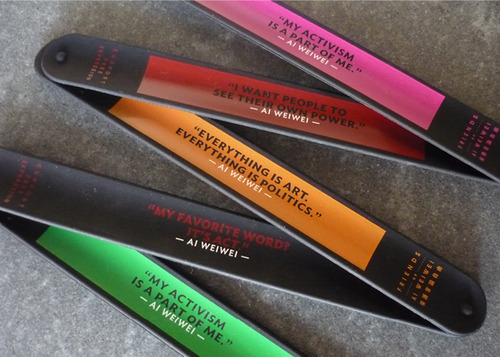 “MY ACTIVISM
IS A PART OF ME.”
— AI WEIWEI —
“I WANT PEOPLE TO
SEE THEIR OWN POWER.”
— AI WEIWEI —
“EVERYTHING IS ART.
EVERYTHING IS POLITICS.”
— AI WEIWEI —
“MY FAVORITE WORD?
IT’S ACT.”
— AI WEIWEI —
“MY ACTIVISM
IS A PART OF ME.”
— AI WEIWEI —